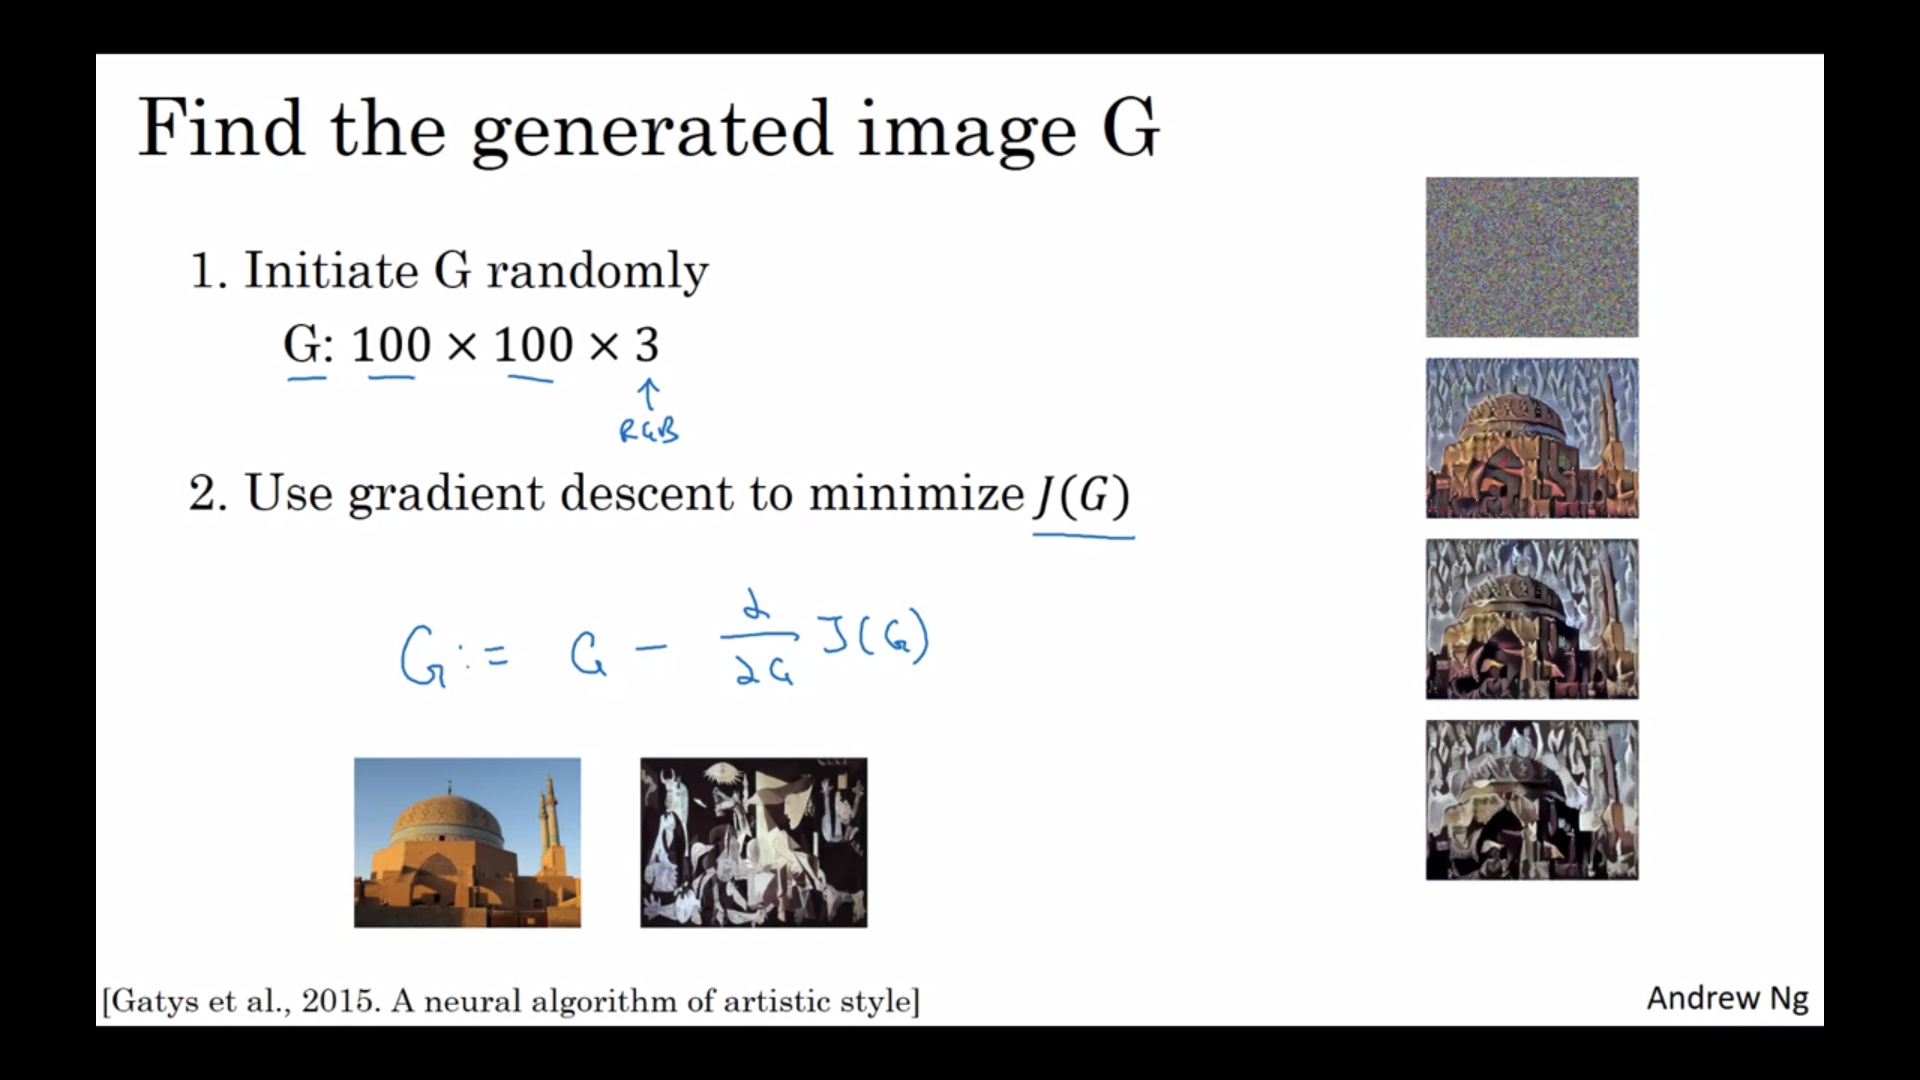 Find the generated image G
1. Initiate G randomly
G: 100 × 100 × 3
↑
RGB
2. Use gradient descent to minimize J(G)
G := G − ∂/∂G J(G)
[Gatys et al., 2015. A neural algorithm of artistic style]
Andrew Ng